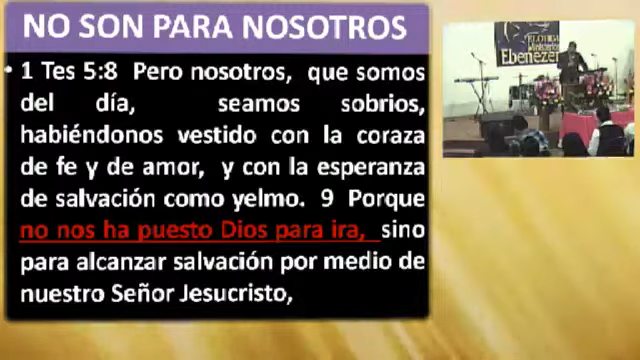 NO SON PARA NOSOTROS
• 1 Tes 5:8 Pero nosotros, que somos
del día, seamos sobrios,
habiéndonos vestido con la coraza
de fe y de amor, y con la esperanza
de salvación como yelmo. 9 Porque
no nos ha puesto Dios para ira, sino
para alcanzar salvación por medio de
nuestro Señor Jesucristo,
Ebenezer